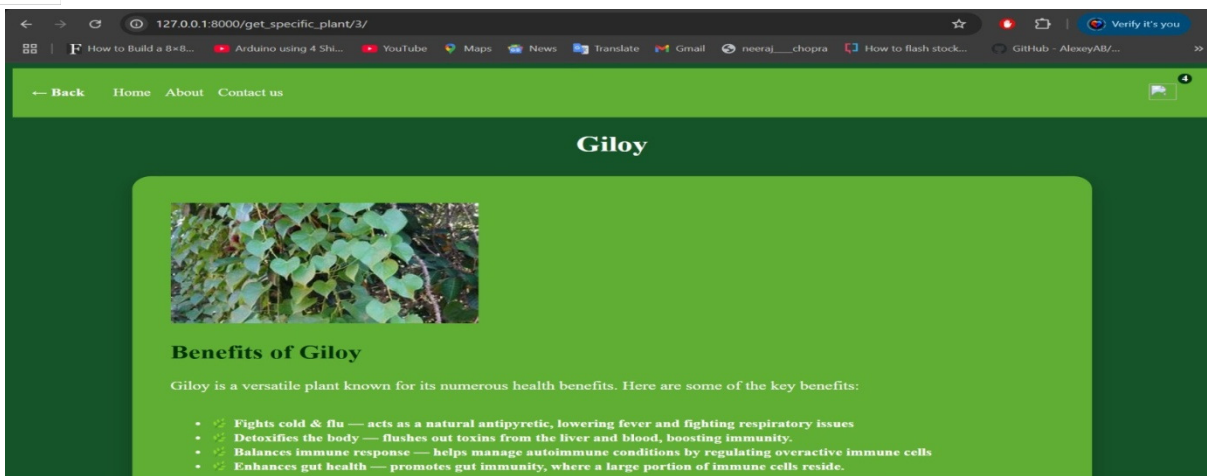 127.0.0.1:8000/get_specific_plant/3/
Verify it's you
How to Build a 8×8... Arduino using 4 Shi... YouTube Maps News Translate Gmail neeraj___chopra How to flash stock... GitHub - AlexeyAB/... »
← Back Home About Contact us 4
Giloy
Benefits of Giloy
Giloy is a versatile plant known for its numerous health benefits. Here are some of the key benefits:
• Fights cold & flu — acts as a natural antipyretic, lowering fever and fighting respiratory issues
• Detoxifies the body — flushes out toxins from the liver and blood, boosting immunity.
• Balances immune response — helps manage autoimmune conditions by regulating overactive immune cells
• Enhances gut health — promotes gut immunity, where a large portion of immune cells reside.